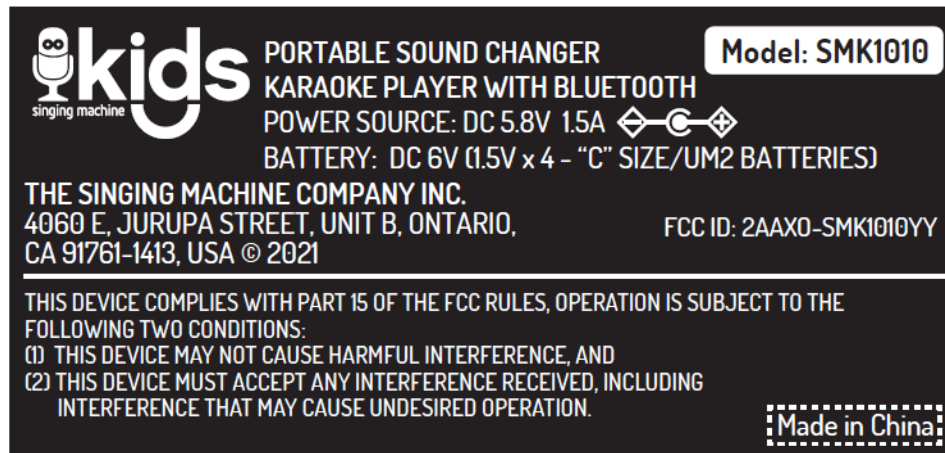 kids
singing machine
PORTABLE SOUND CHANGER
KARAOKE PLAYER WITH BLUETOOTH
Model: SMK1010
POWER SOURCE: DC 5.8V 1.5A
BATTERY: DC 6V (1.5V x 4 - “C” SIZE/UM2 BATTERIES)
THE SINGING MACHINE COMPANY INC.
4060 E, JURUPA STREET, UNIT B, ONTARIO,
CA 91761-1413, USA © 2021
FCC ID: 2AAXO-SMK1010YY
THIS DEVICE COMPLIES WITH PART 15 OF THE FCC RULES, OPERATION IS SUBJECT TO THE
FOLLOWING TWO CONDITIONS:
(1) THIS DEVICE MAY NOT CAUSE HARMFUL INTERFERENCE, AND
(2) THIS DEVICE MUST ACCEPT ANY INTERFERENCE RECEIVED, INCLUDING
INTERFERENCE THAT MAY CAUSE UNDESIRED OPERATION.
Made in China